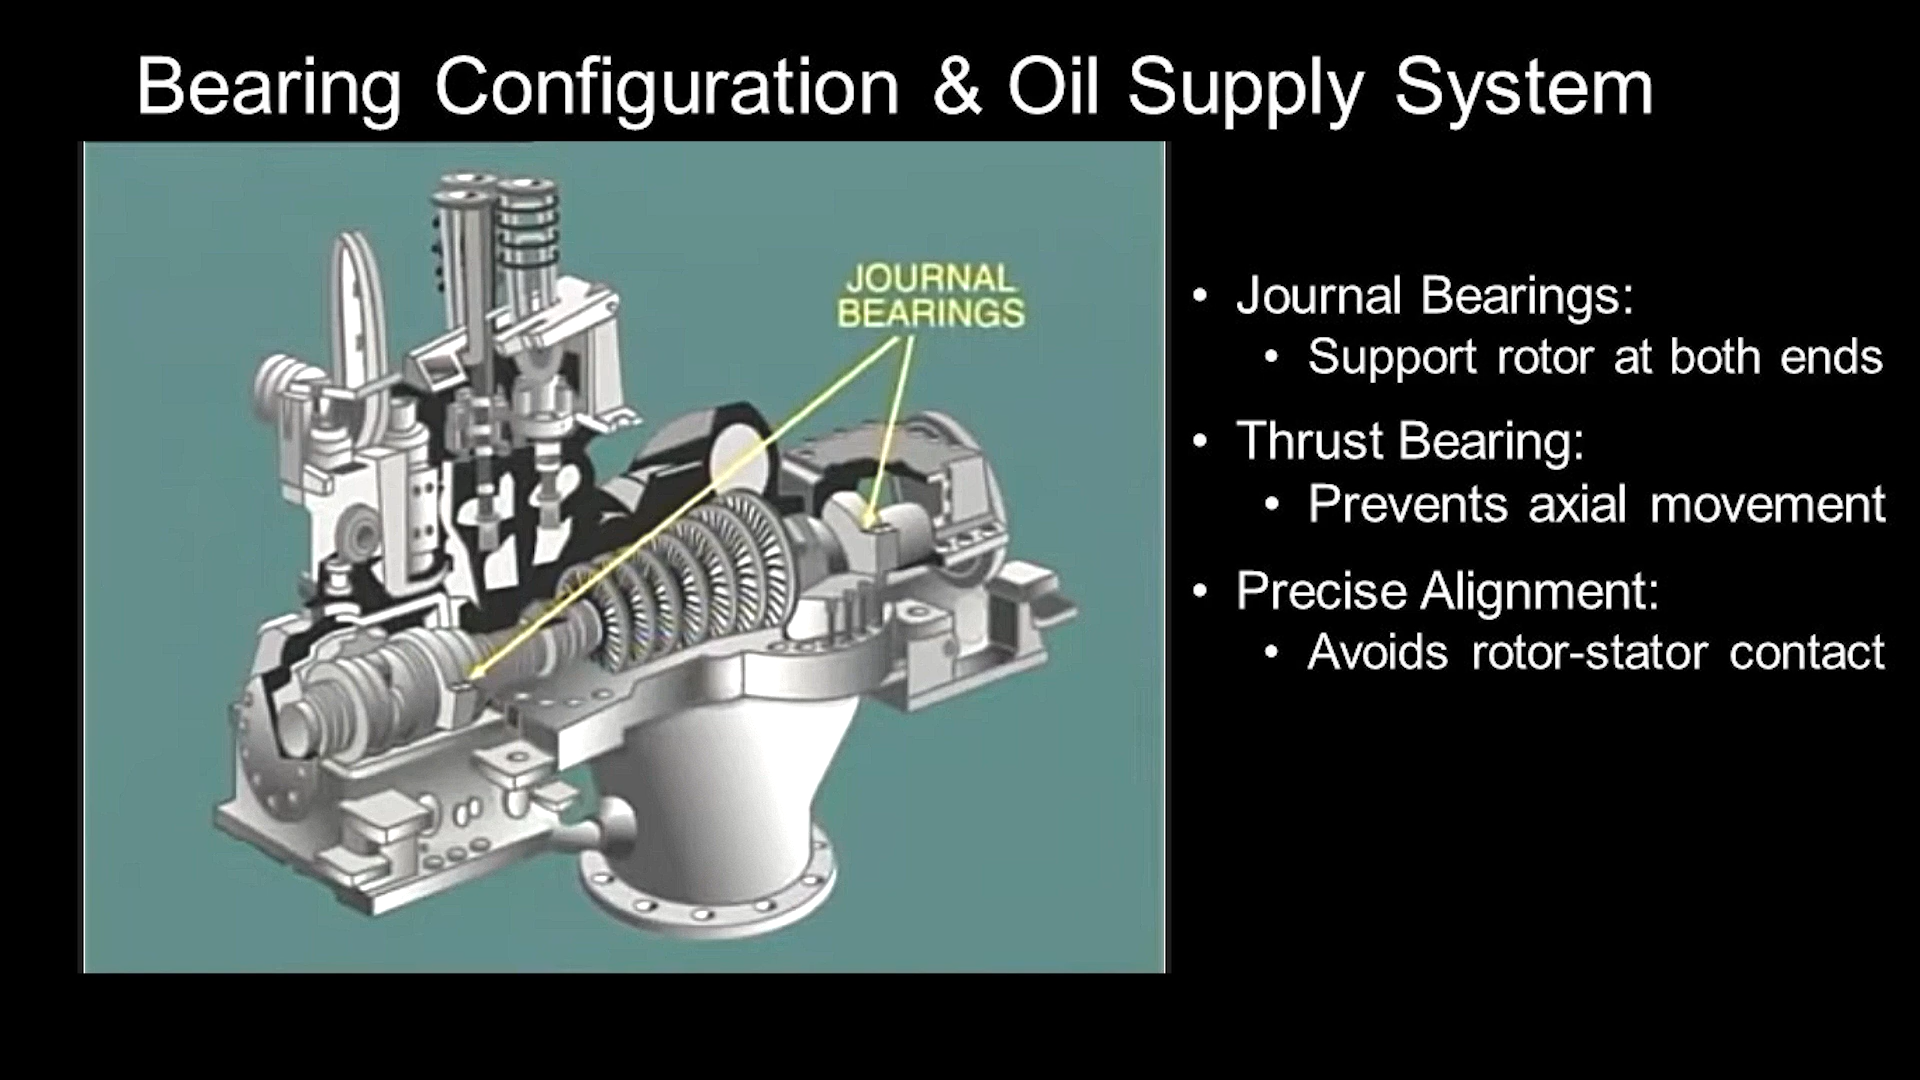 Bearing Configuration & Oil Supply System
JOURNAL
BEARINGS
• Journal Bearings:
• Support rotor at both ends
• Thrust Bearing:
• Prevents axial movement
• Precise Alignment:
• Avoids rotor-stator contact